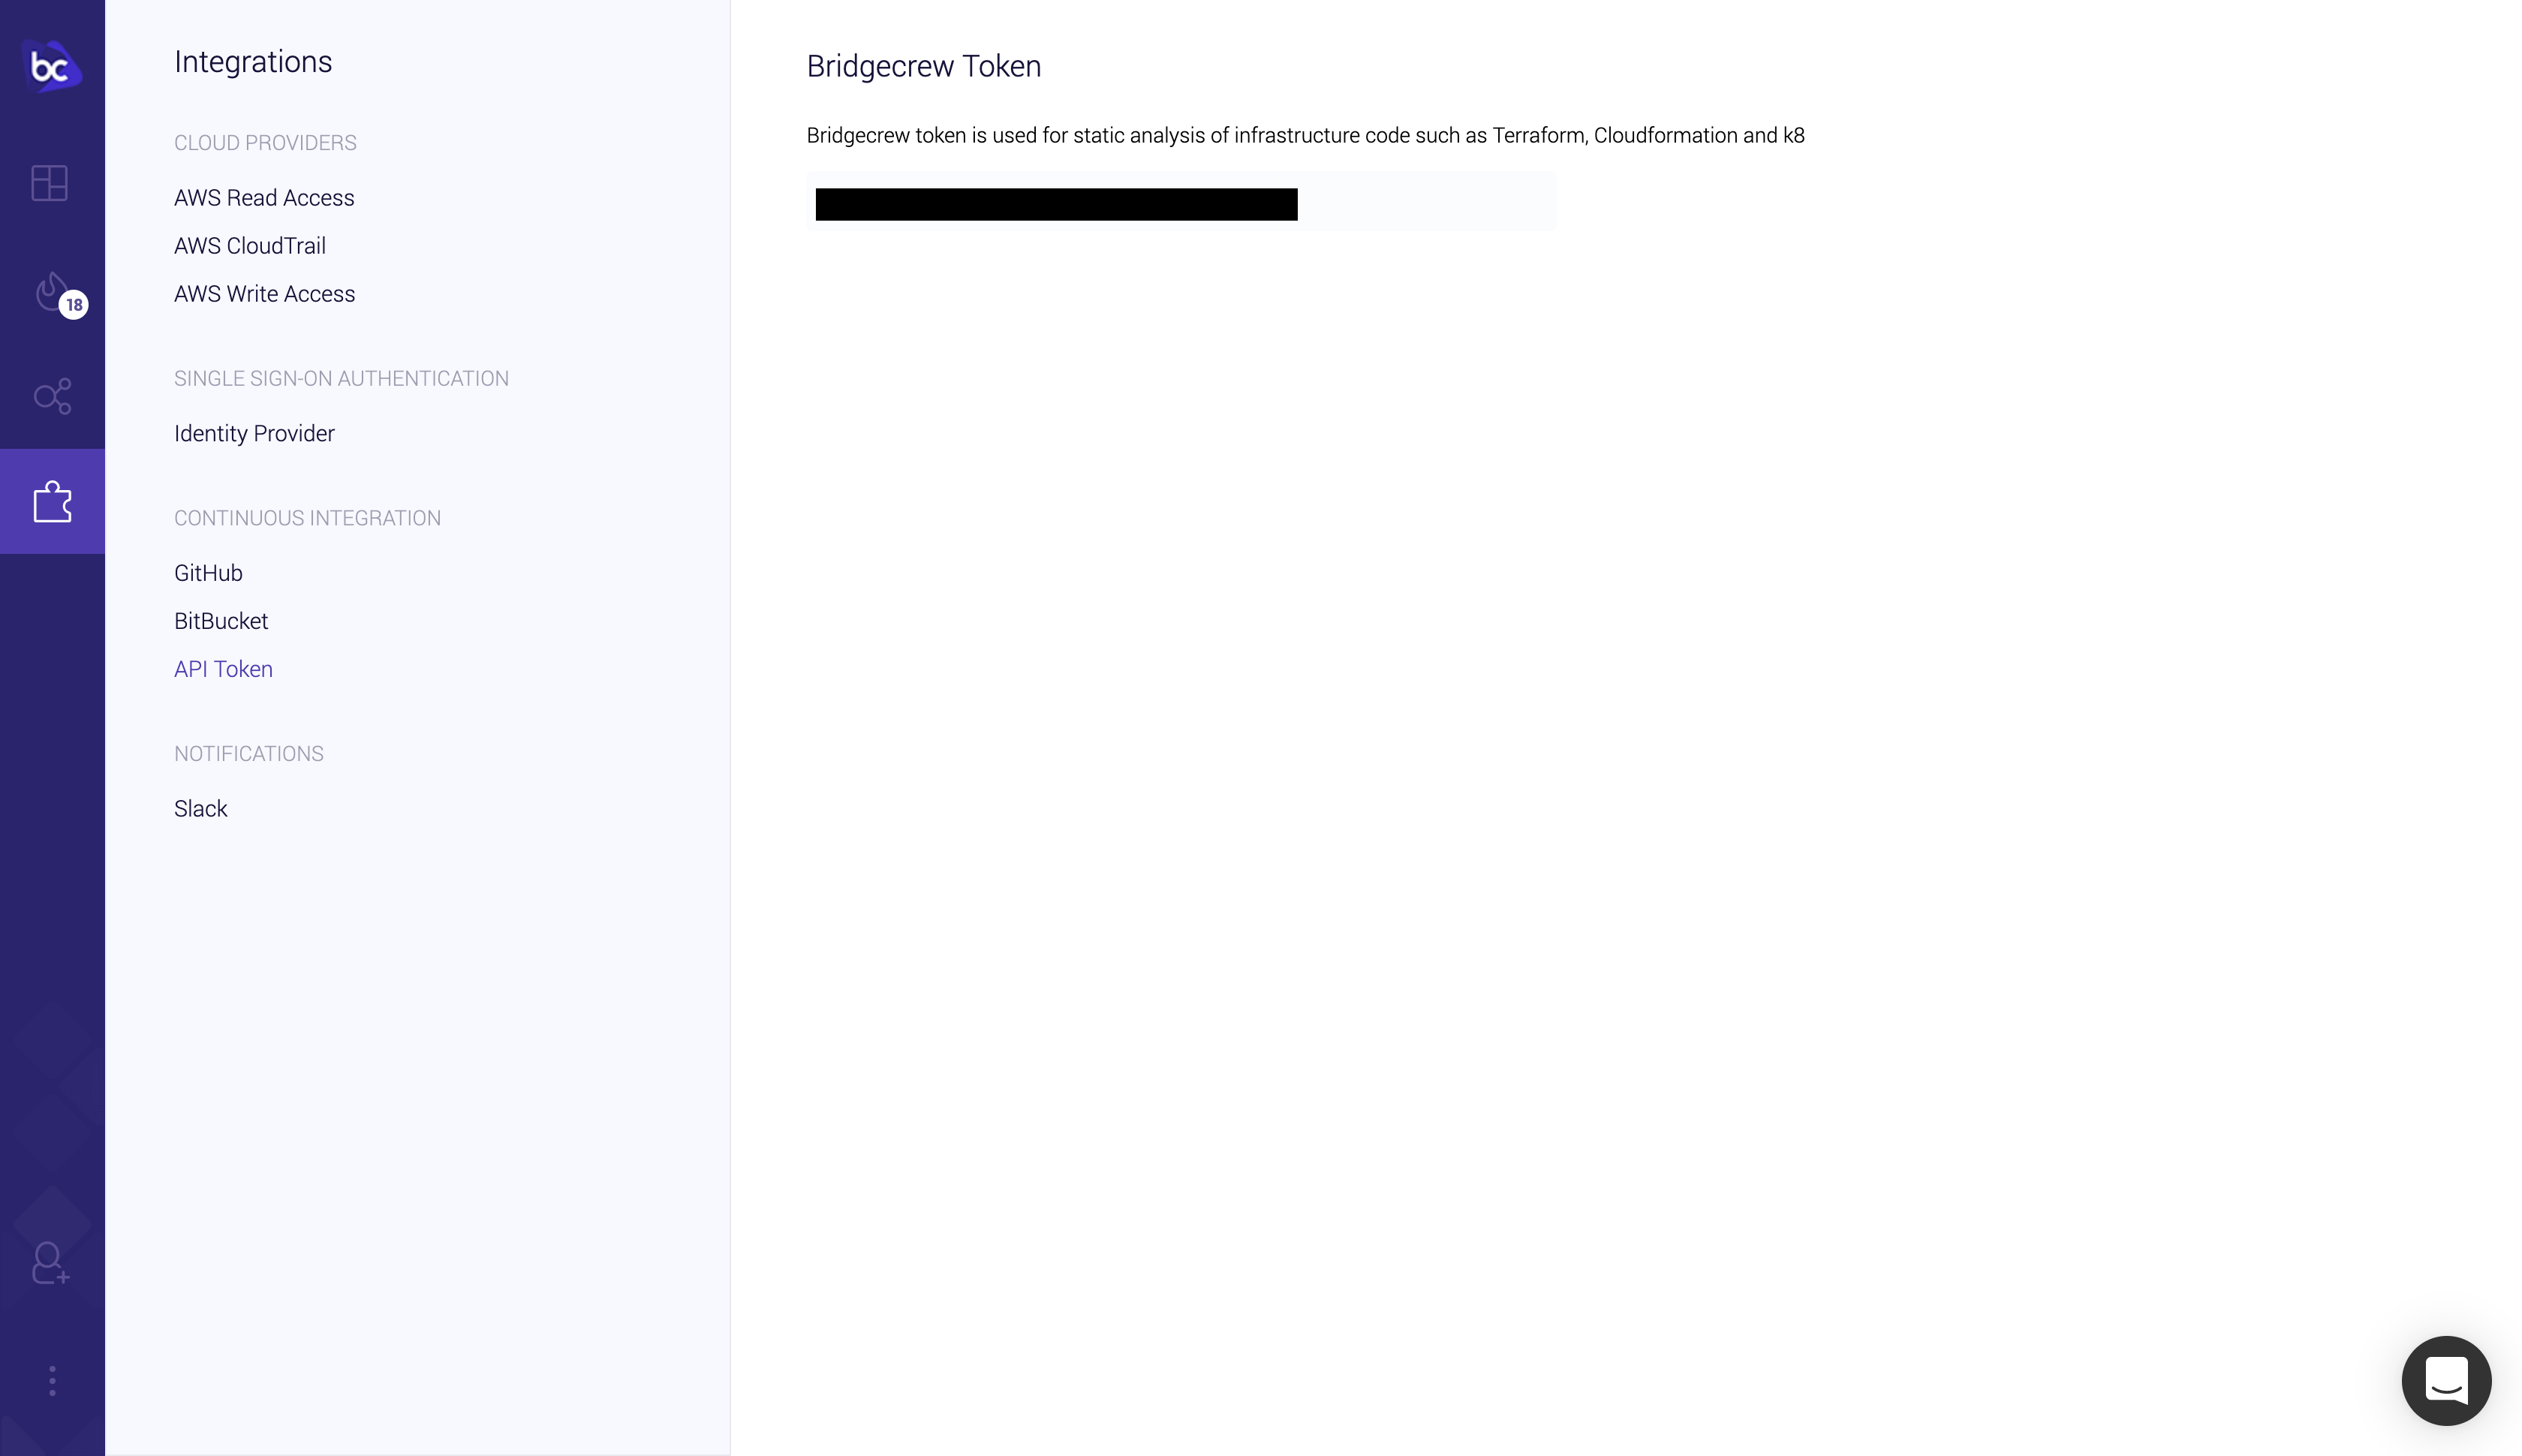 bc
18
Integrations
CLOUD PROVIDERS
AWS Read Access
AWS CloudTrail
AWS Write Access
SINGLE SIGN-ON AUTHENTICATION
Identity Provider
CONTINUOUS INTEGRATION
GitHub
BitBucket
API Token
NOTIFICATIONS
Slack
Bridgecrew Token
Bridgecrew token is used for static analysis of infrastructure code such as Terraform, Cloudformation and k8